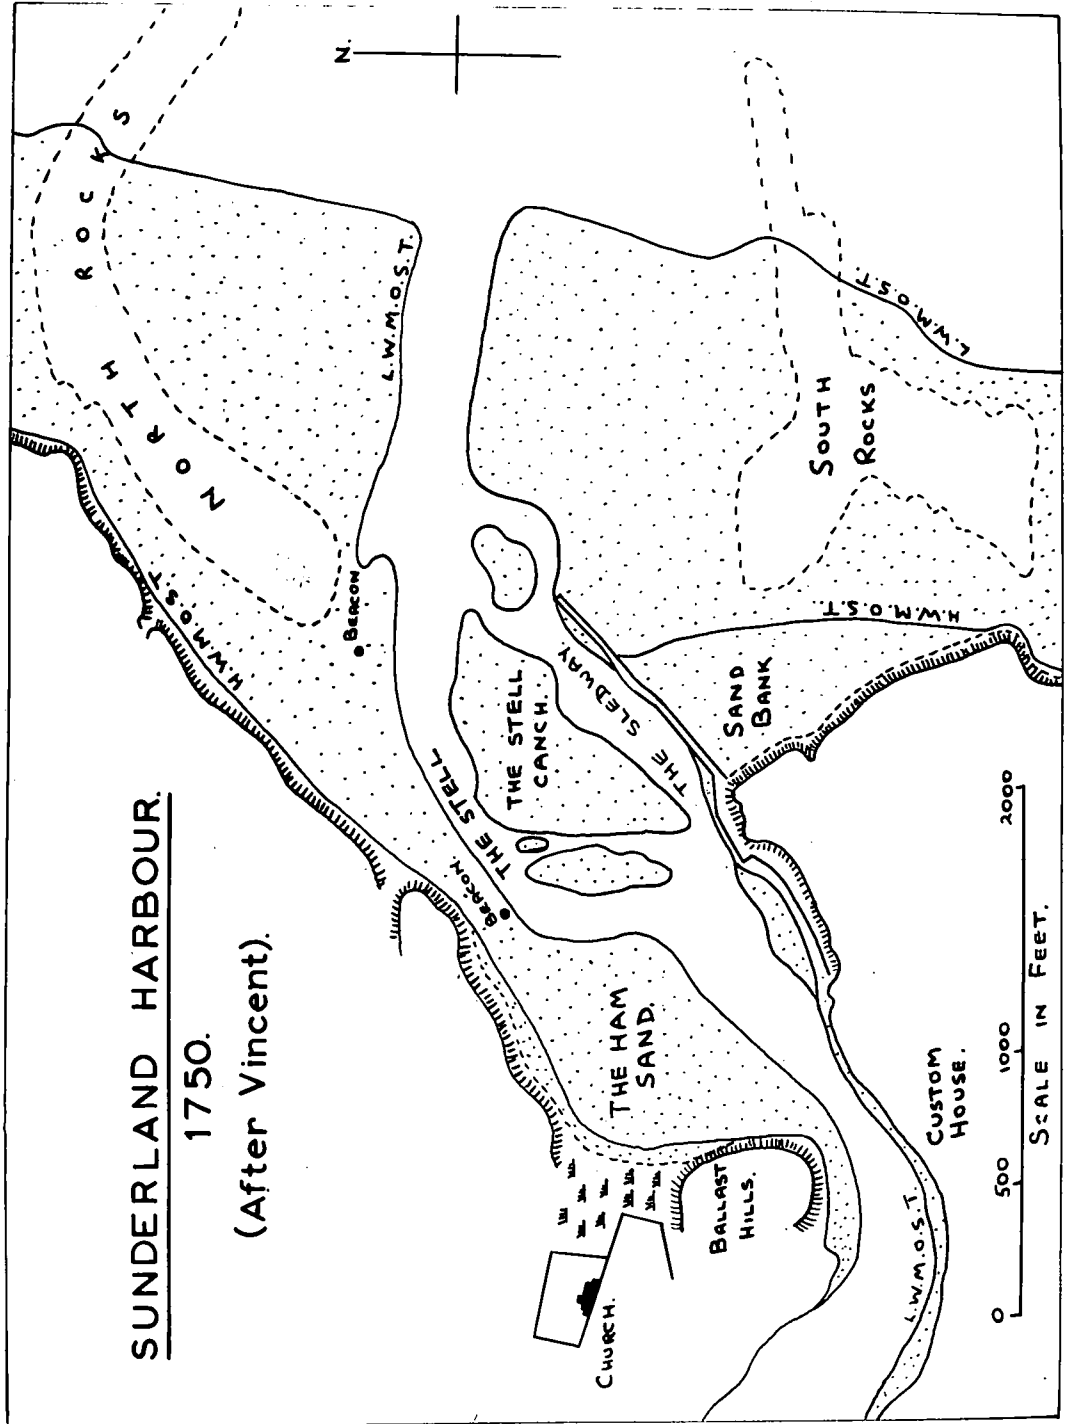 SUNDERLAND HARBOUR.
1750.
(After Vincent).
N.
NORTH ROCKS
L.W.M.O.S.T.
H.W.M.O.S.T
BEACON
THE STELL
BEACON.
THE STELL
CANCH.
THE SLEDWAY
SOUTH
ROCKS
L.W.M.O.S.T.
H.W.M.O.S.T.
SAND
BANK
THE HAM
SAND.
BALLAST
HILLS.
CHURCH.
CUSTOM
HOUSE.
L.W.M.O.S.T
0 500 1000 2000
SCALE IN FEET.